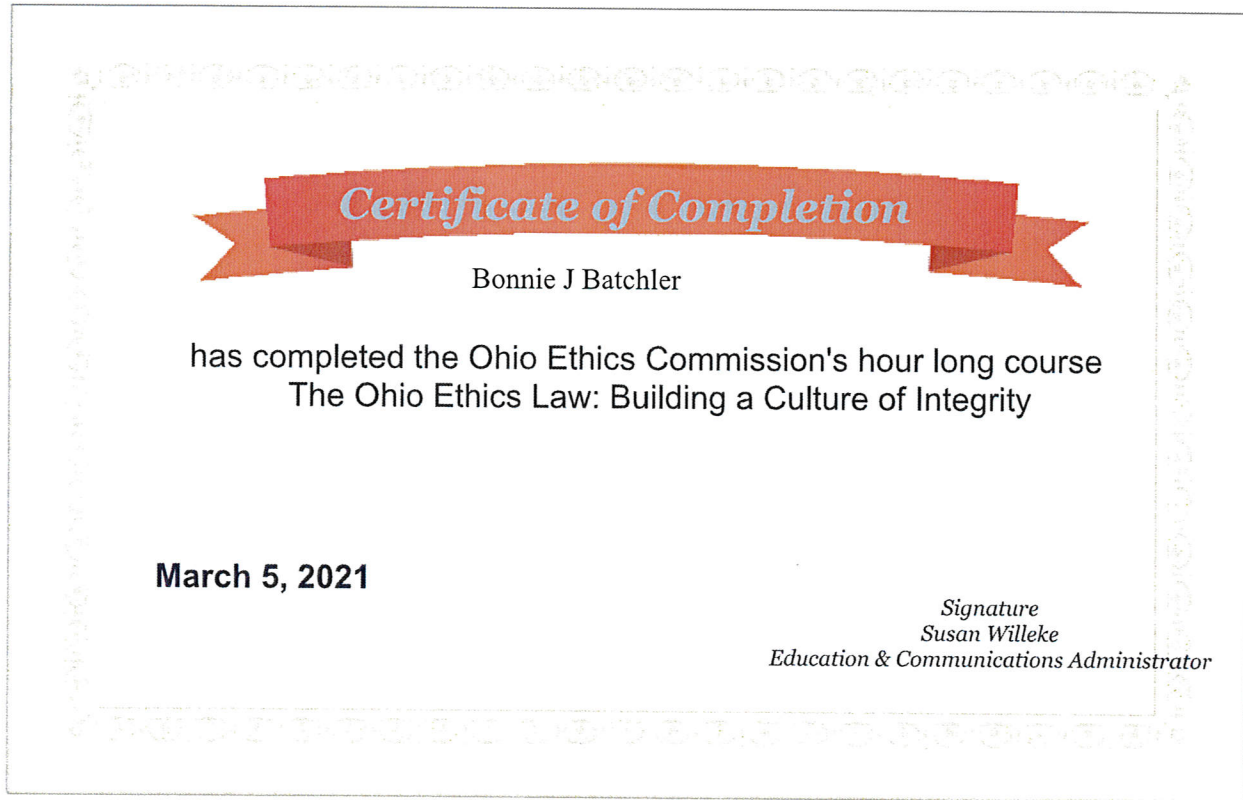 Certificate of Completion
Bonnie J Batchler
has completed the Ohio Ethics Commission's hour long course
The Ohio Ethics Law: Building a Culture of Integrity
March 5, 2021
Signature
Susan Willeke
Education & Communications Administrator